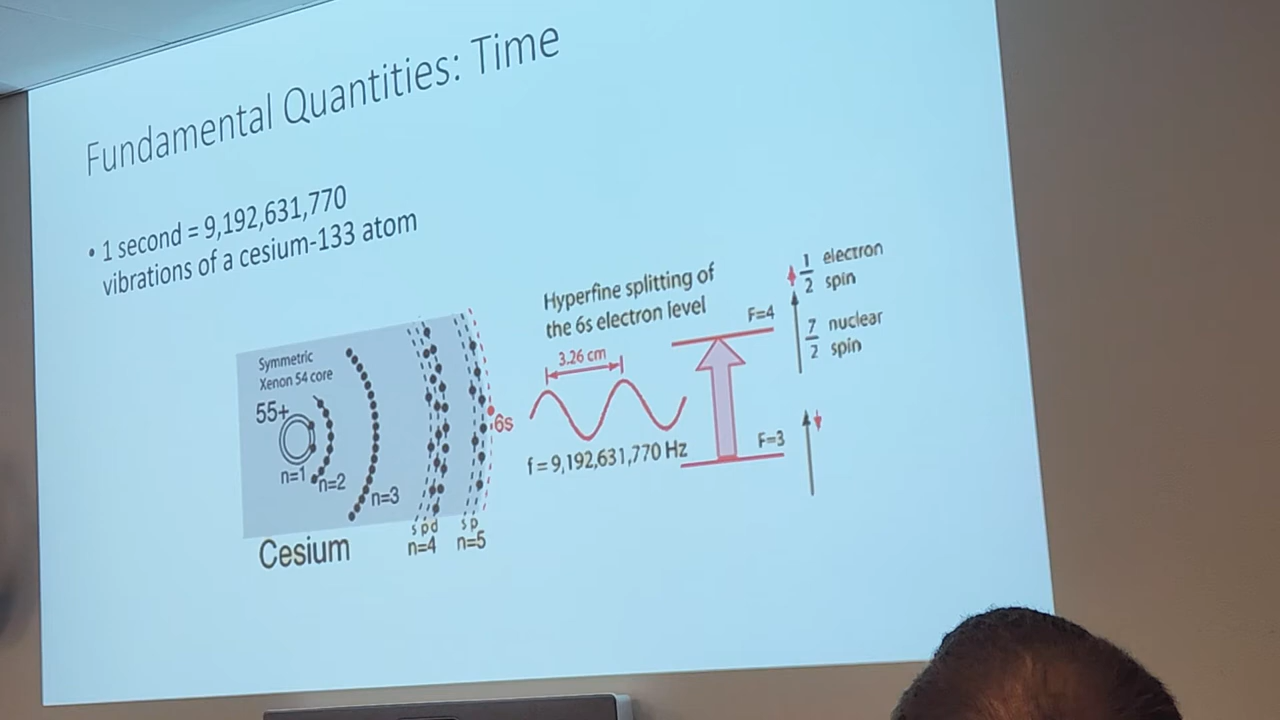 Fundamental Quantities: Time
• 1 second = 9,192,631,770
vibrations of a cesium-133 atom
Symmetric
Xenon 54 core
55+
n=1
n=2
n=3
s p d
n=4
s p
n=5
6s
Cesium
Hyperfine splitting of
the 6s electron level
3.26 cm
f = 9,192,631,770 Hz
F=4
F=3
1/2 electron
spin
7/2 nuclear
spin